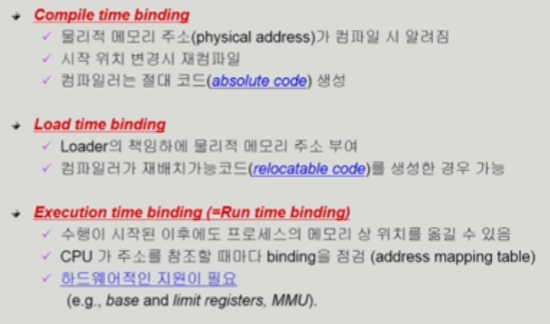 Compile time binding
물리적 메모리 주소(physical address)가 컴파일 시 알려짐
시작 위치 변경시 재컴파일
컴파일러는 절대 코드(absolute code) 생성
Load time binding
Loader의 책임하에 물리적 메모리 주소 부여
컴파일러가 재배치가능코드(relocatable code)를 생성한 경우 가능
Execution time binding (=Run time binding)
수행이 시작된 이후에도 프로세스의 메모리 상 위치를 옮길 수 있음
CPU 가 주소를 참조할 때마다 binding을 점검 (address mapping table)
하드웨어적인 지원이 필요
(e.g., base and limit registers, MMU).